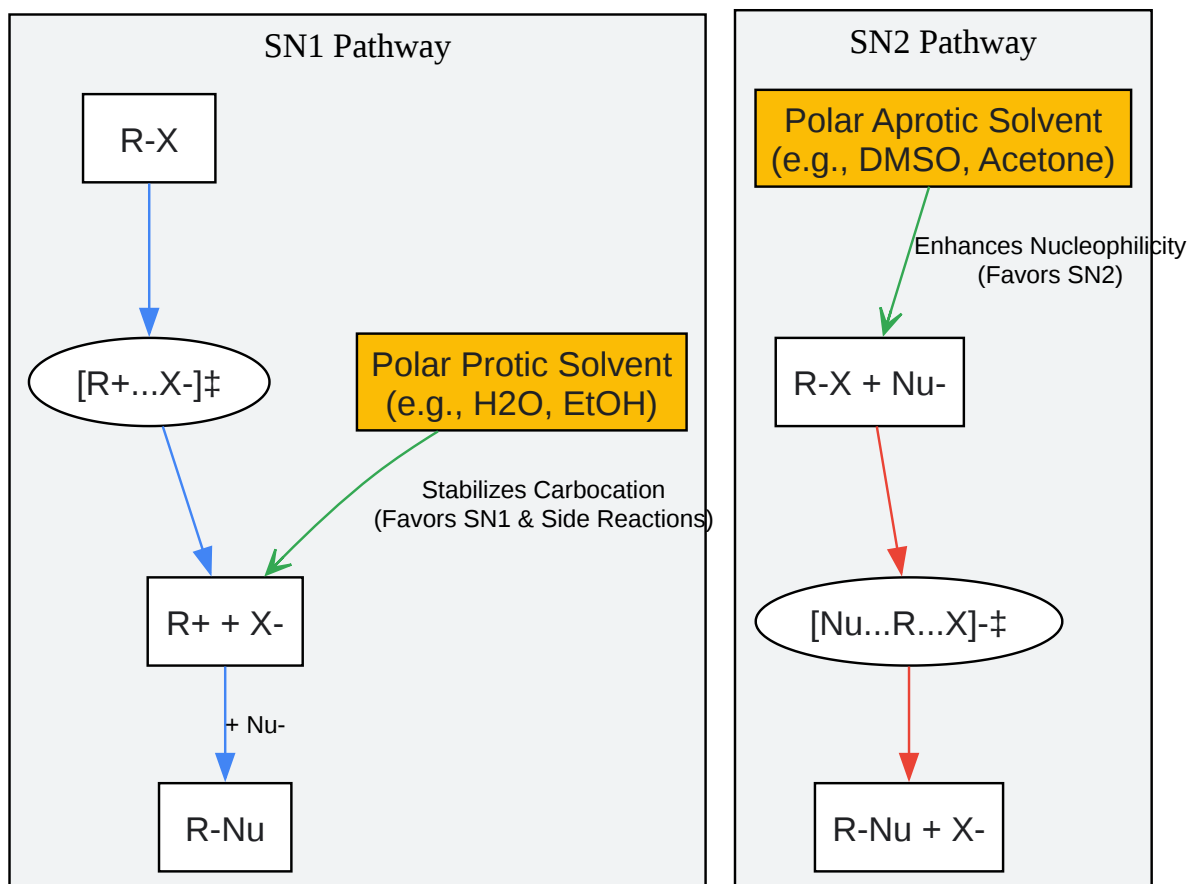 SN1 Pathway
R-X
[R+...X-]‡
Polar Protic Solvent
(e.g., H2O, EtOH)
Stabilizes Carbocation
(Favors SN1 & Side Reactions)
R+ + X-
+ Nu-
R-Nu
SN2 Pathway
Polar Aprotic Solvent
(e.g., DMSO, Acetone)
Enhances Nucleophilicity
(Favors SN2)
R-X + Nu-
[Nu...R...X]-‡
R-Nu + X-